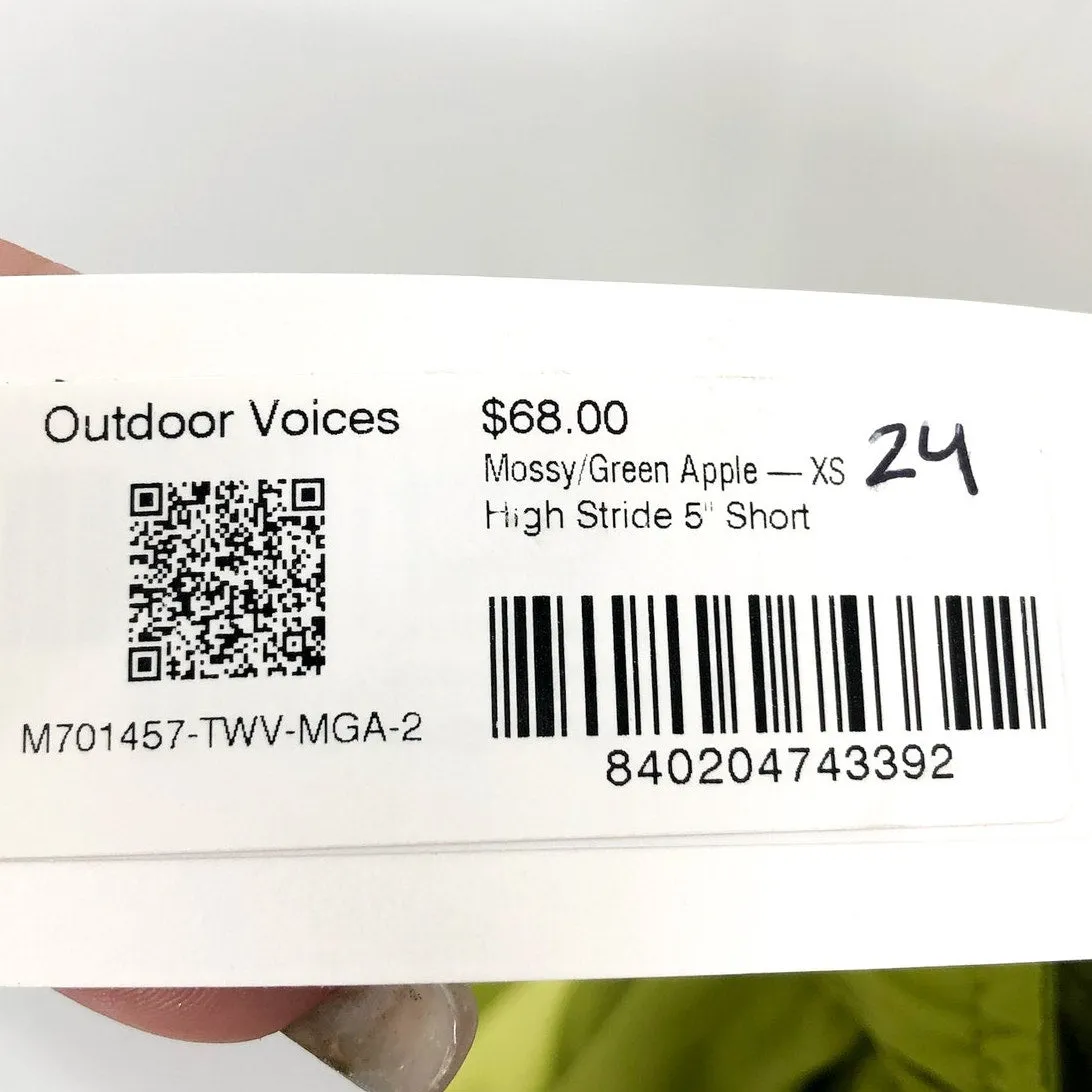 Outdoor Voices
M701457-TWV-MGA-2
$68.00
Mossy/Green Apple — XS 24
High Stride 5" Short
840204743392